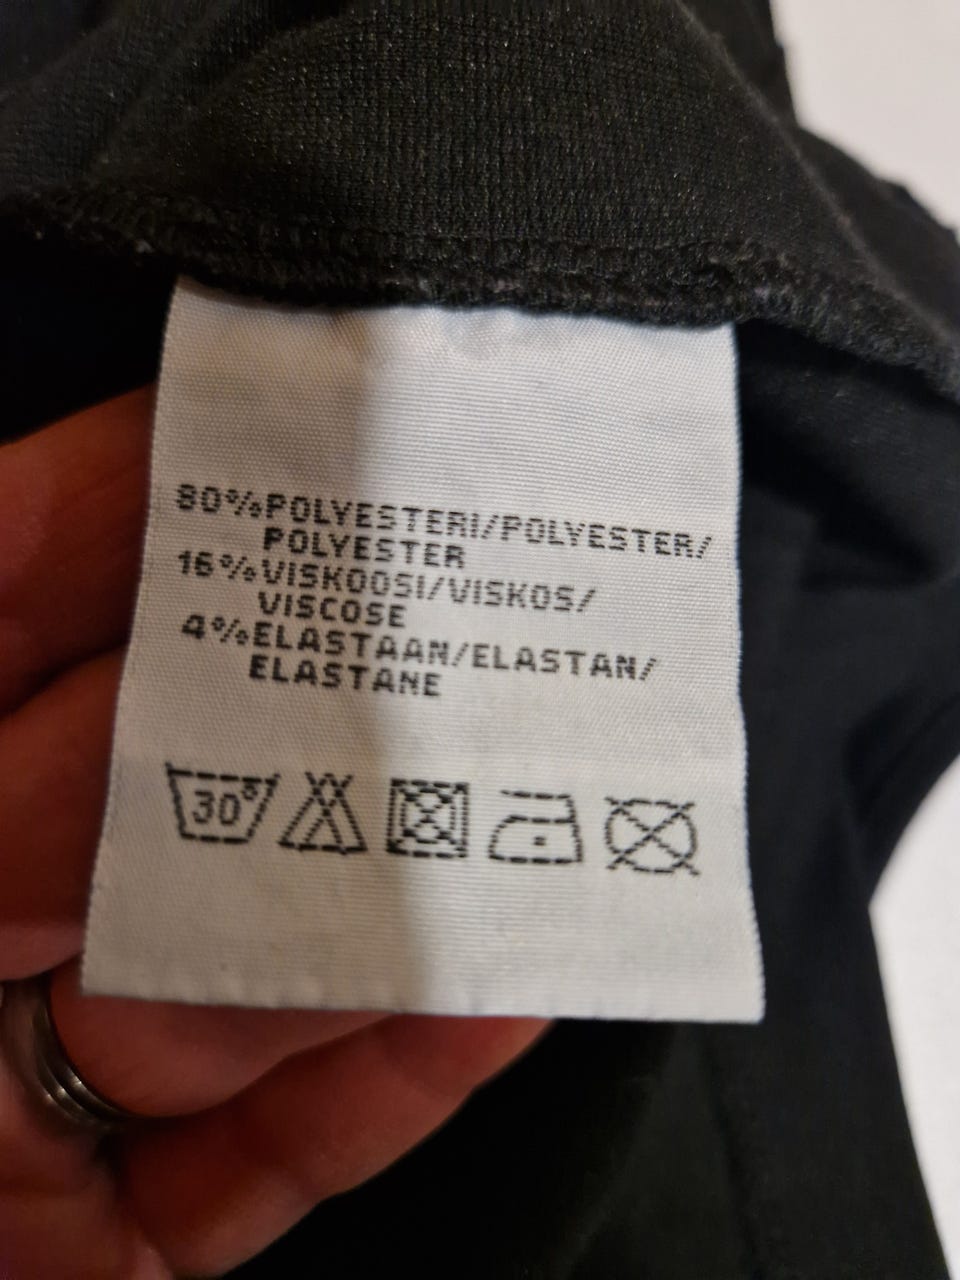 80%POLYESTERI/POLYESTER/
POLYESTER
16%VISKOOSI/VISKOS/
VISCOSE
4%ELASTAAN/ELASTAN/
ELASTANE
30°